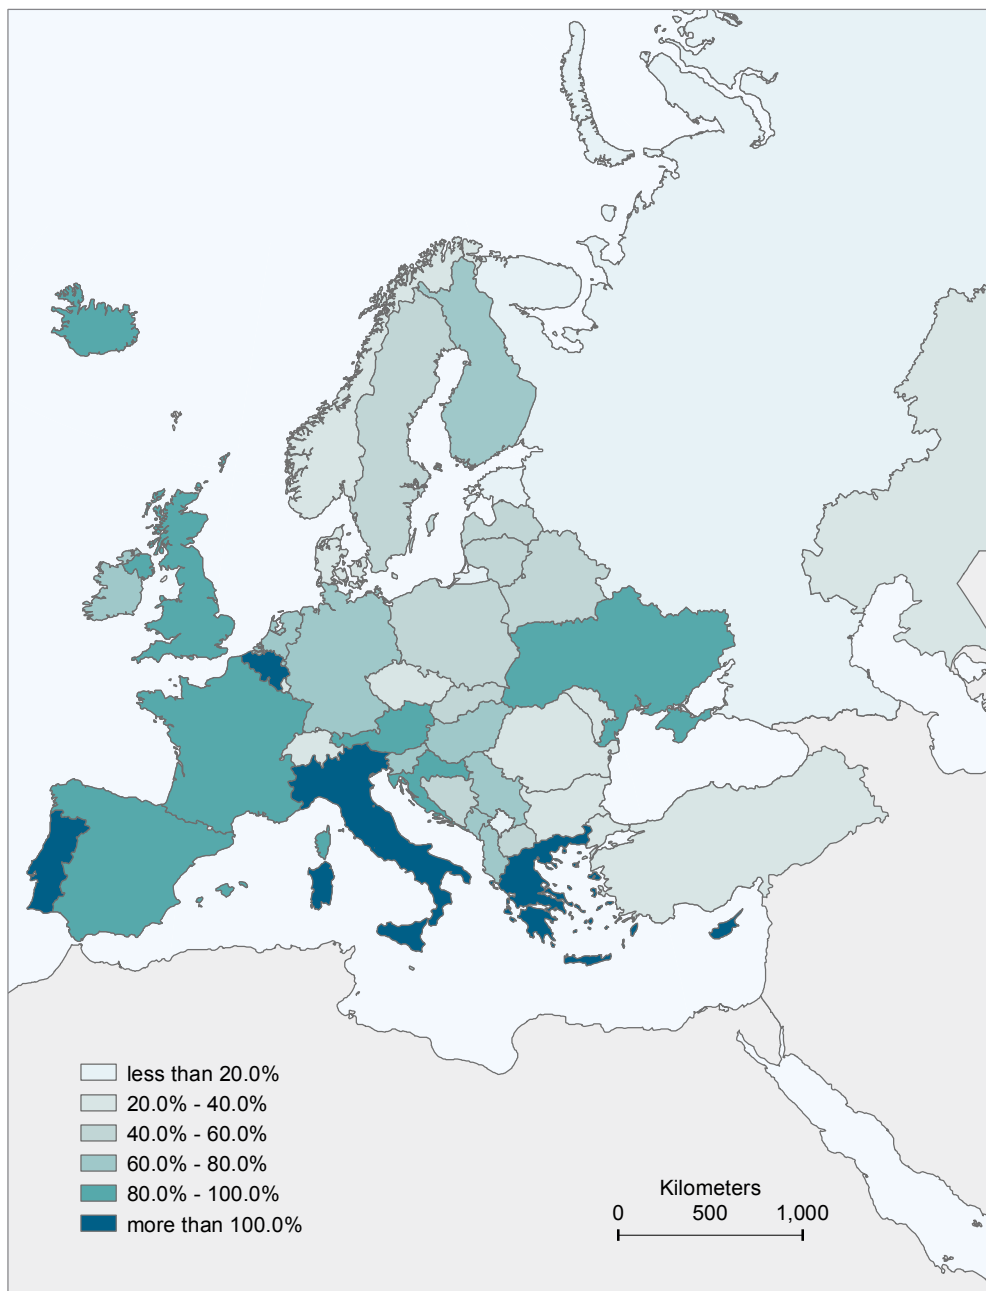 less than 20.0%
20.0% - 40.0%
40.0% - 60.0%
60.0% - 80.0%
80.0% - 100.0%
more than 100.0%
Kilometers
0 500 1,000